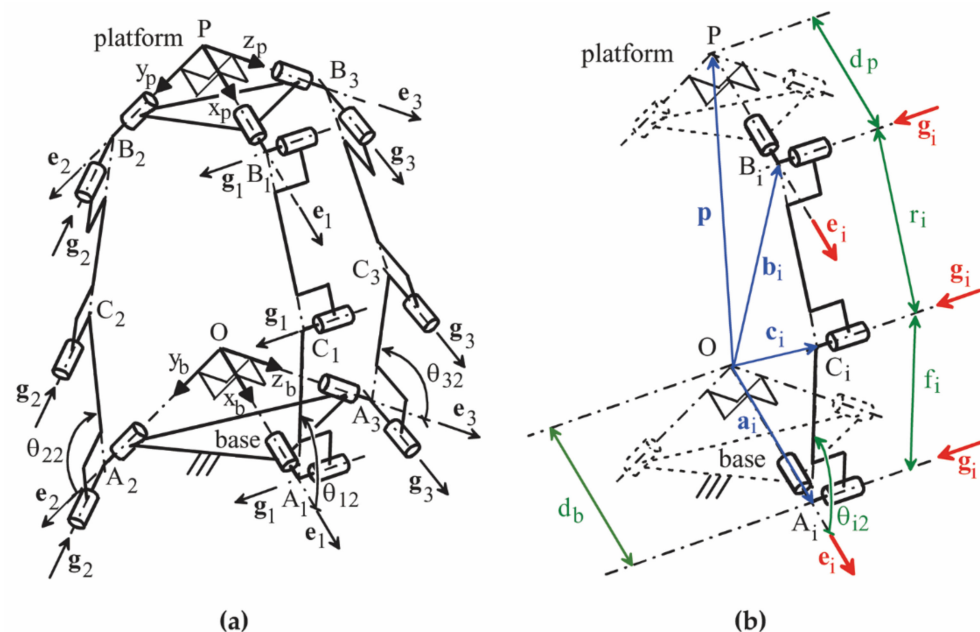 P
platform
z_p
y_p
x_p
B_3
e_3
B_2
e_2
g_2
g_1
B_1
g_3
e_1
C_3
C_2
g_1
C_1
O
y_b
z_b
x_b
g_2
g_3
θ_32
θ_22
A_3
e_3
base
A_2
e_2
A_1
θ_12
g_1
g_3
g_2
e_1
(a)
P
platform
d_p
g_i
B_i
p
e_i
r_i
b_i
g_i
O
c_i
C_i
f_i
a_i
base
g_i
d_b
A_i
θ_i2
e_i
(b)